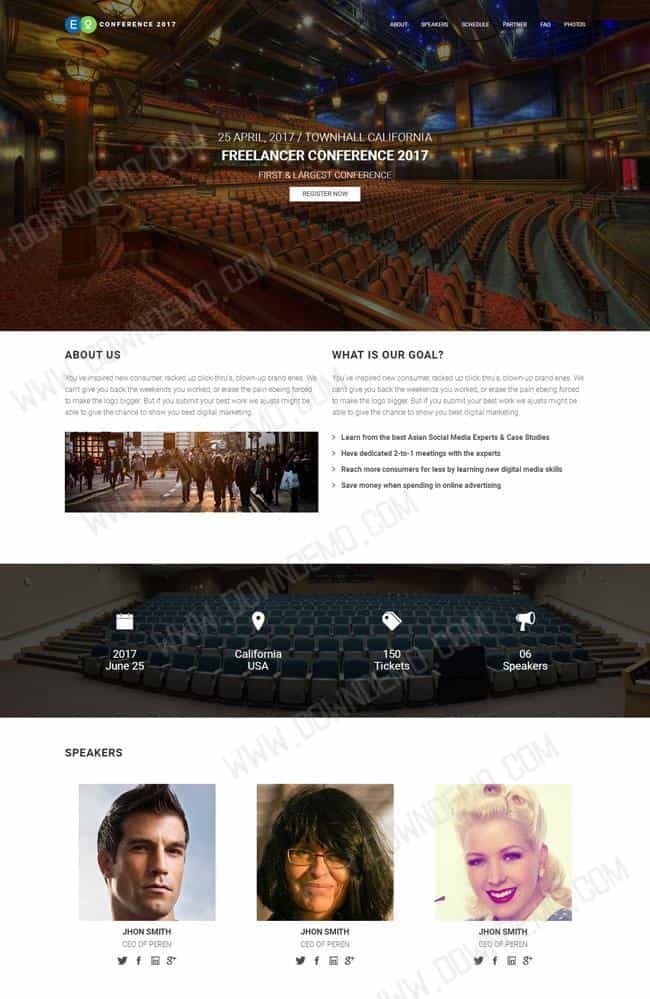 E
CONFERENCE 2017
ABOUT SPEAKERS SCHEDULE PARTNER FAQ PHOTOS
25 APRIL, 2017 / TOWNHALL CALIFORNIA
FREELANCER CONFERENCE 2017
FIRST & LARGEST CONFERENCE
REGISTER NOW
ABOUT US
You've inspired new consumer, racked up click-thru's, blown-up brand enes. We
can't give you back the weekends you worked, or erase the pain ebeing forced
to make the logo bigger. But if you submit your best work we ajusts might be
able to give the chance to show you best digital marketing.
WHAT IS OUR GOAL?
You've inspired new consumer, racked up click-thru's, blown-up brand enes. We
can't give you back the weekends you worked, or erase the pain ebeing forced
to make the logo bigger. But if you submit your best work we ajusts might be
able to give the chance to show you best digital marketing.
Learn from the best Asian Social Media Experts & Case Studies
Have dedicated 2-to-1 meetings with the experts
Reach more consumers for less by learning new digital media skills
Save money when spending in online advertising
2017
June 25
California
USA
150
Tickets
06
Speakers
SPEAKERS
JHON SMITH
CEO OF PEREN
JHON SMITH
CEO OF PEREN
JHON SMITH
CEO OF PEREN
WWW.DOWNDEMO.COM
WWW.DOWNDEMO.COM
WWW.DOWNDEMO.COM
WWW.DOWNDEMO.COM